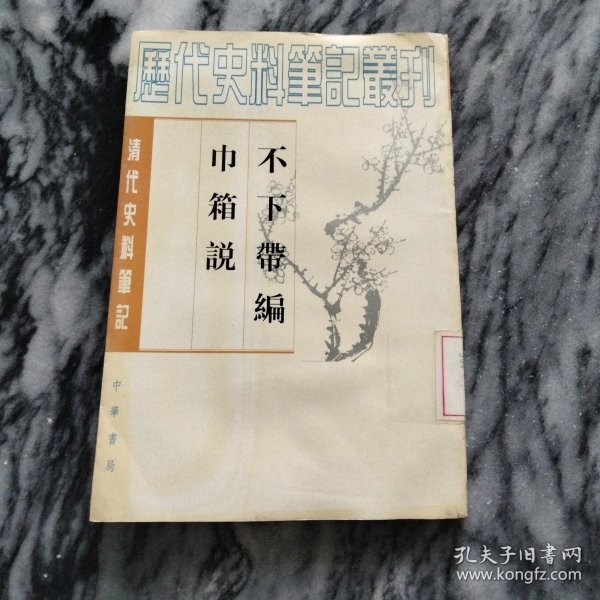 歷代史料筆記叢刊
清代史料筆記
不下帶編
巾箱説
中華書局
孔夫子旧书网
www.kongfz.com